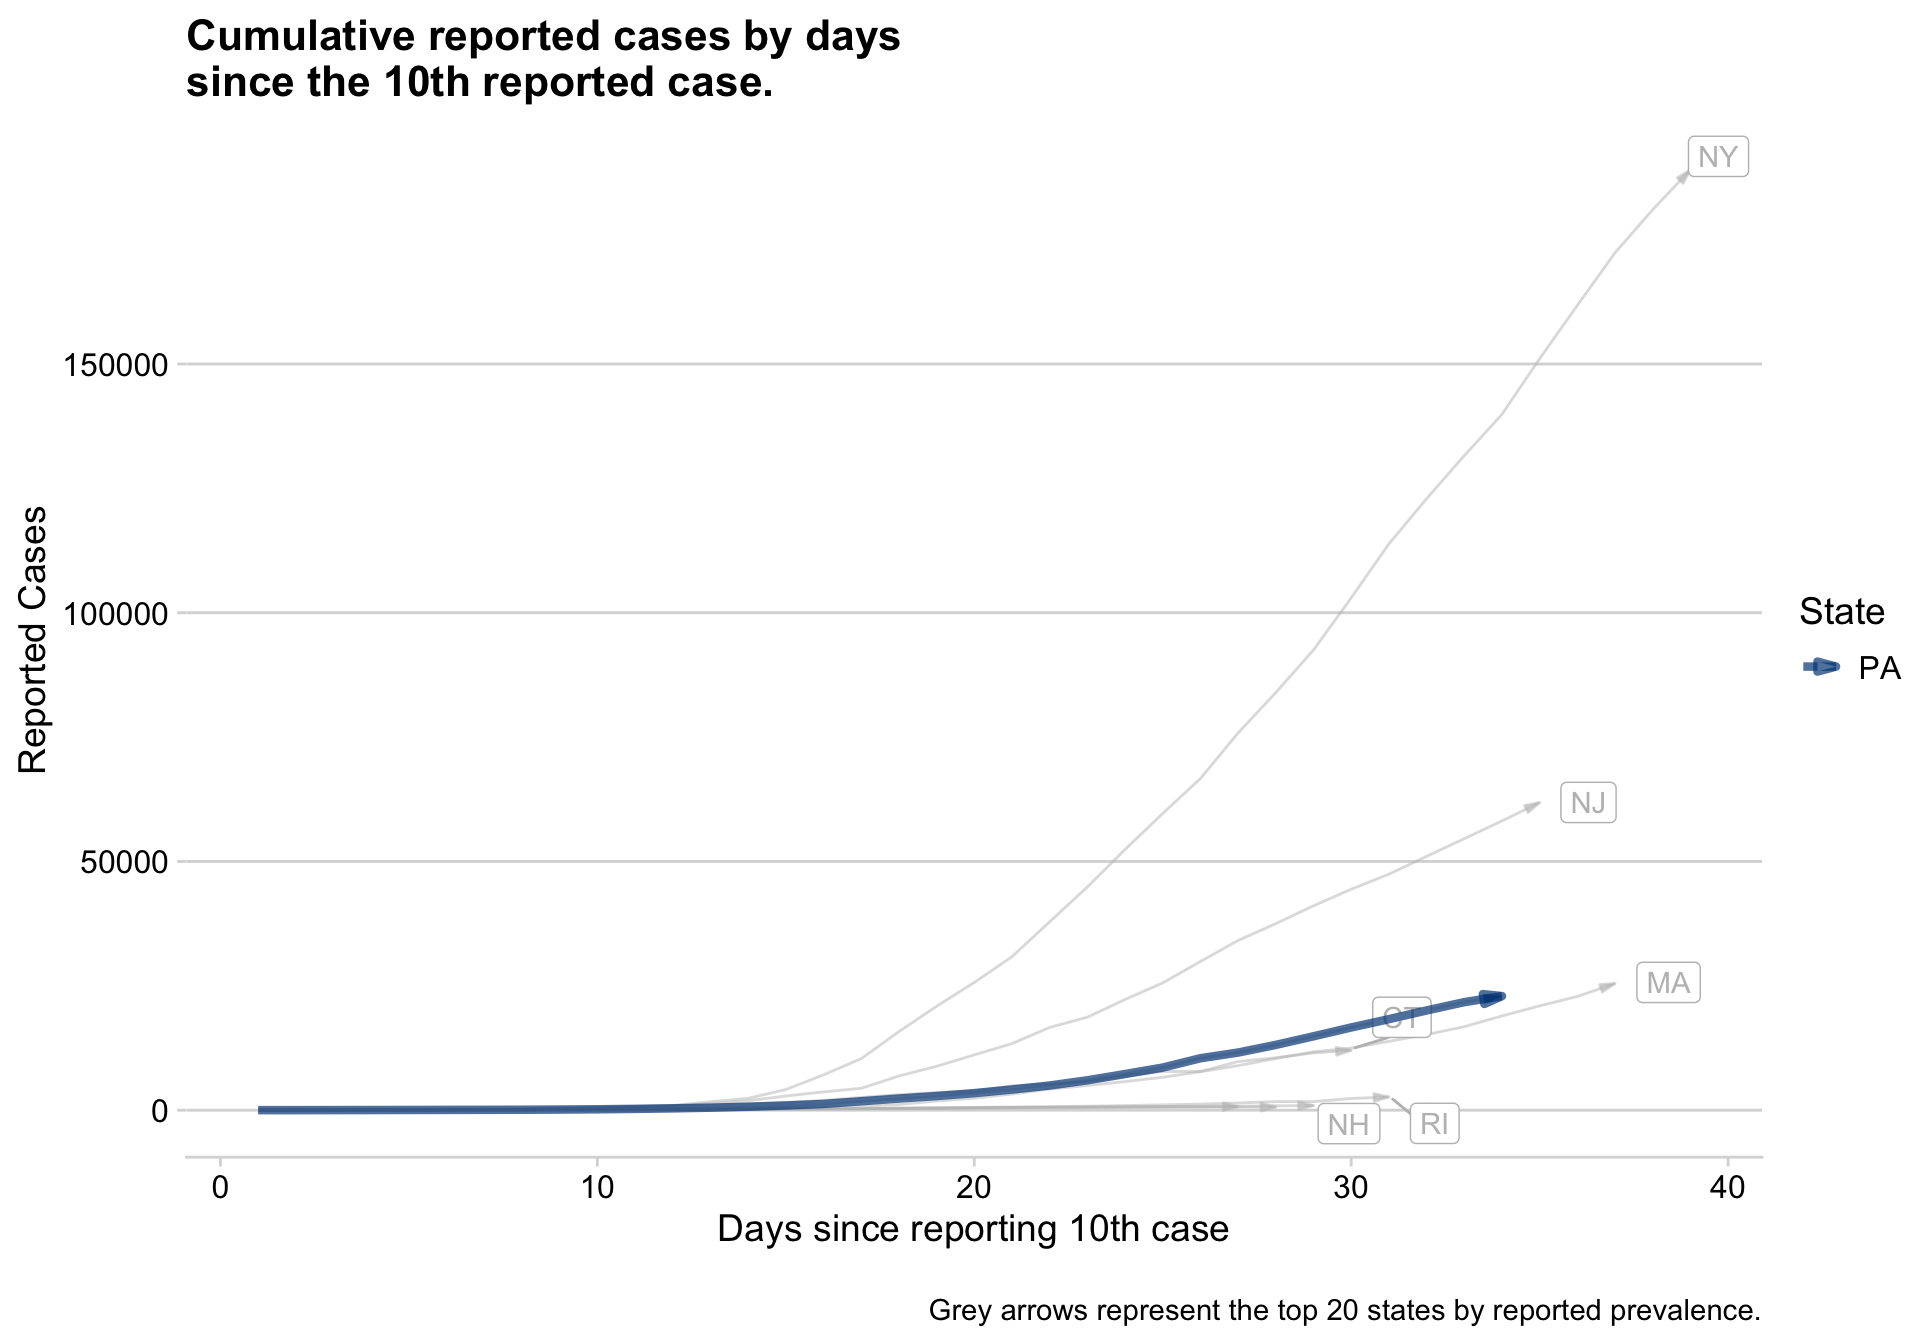 Cumulative reported cases by days
since the 10th reported case.
NY
150000
100000
50000
0
Reported Cases
NJ
MA
CT
NH
RI
State
PA
0 10 20 30 40
Days since reporting 10th case
Grey arrows represent the top 20 states by reported prevalence.